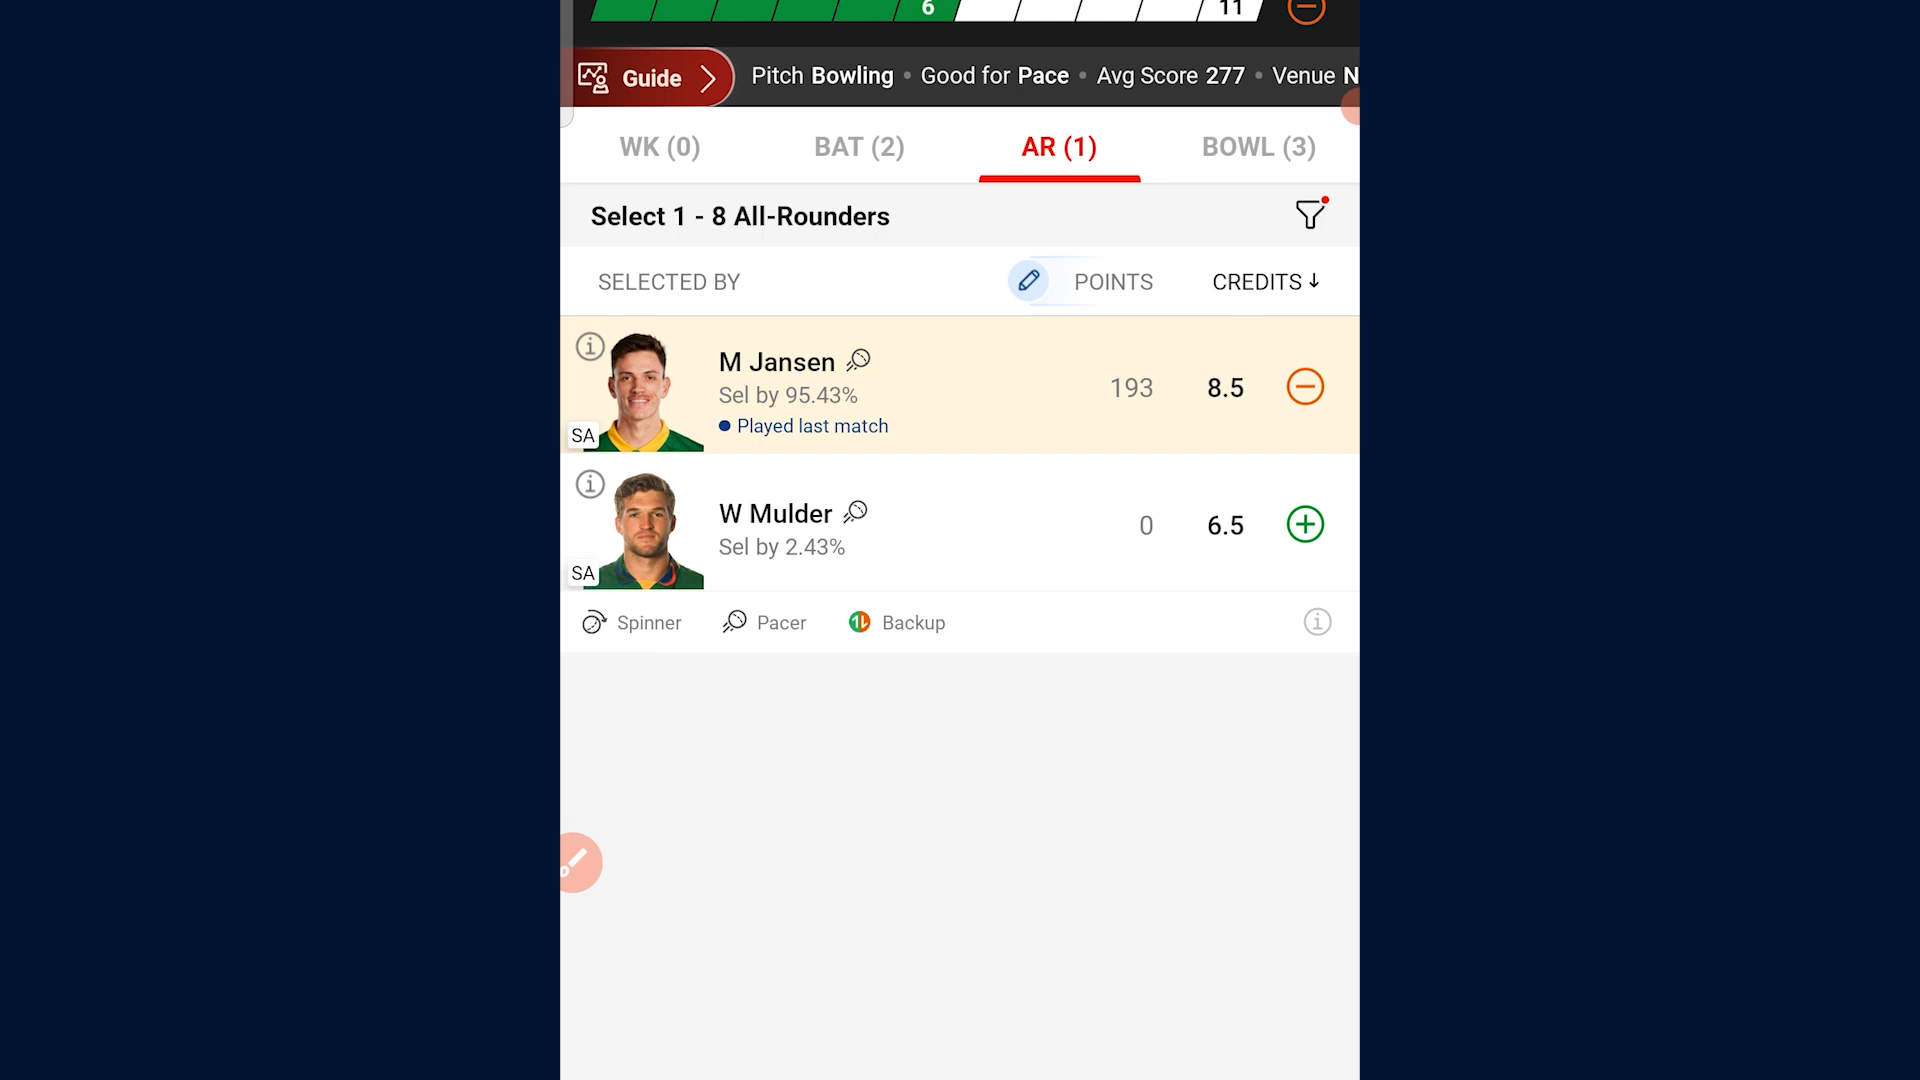 6 11
Guide Pitch Bowling • Good for Pace • Avg Score 277 • Venue N
WK (0) BAT (2) AR (1) BOWL (3)
Select 1 - 8 All-Rounders
SELECTED BY POINTS CREDITS↓
M Jansen
Sel by 95.43%
Played last match
193 8.5
SA
W Mulder
Sel by 2.43%
0 6.5
SA
Spinner Pacer Backup